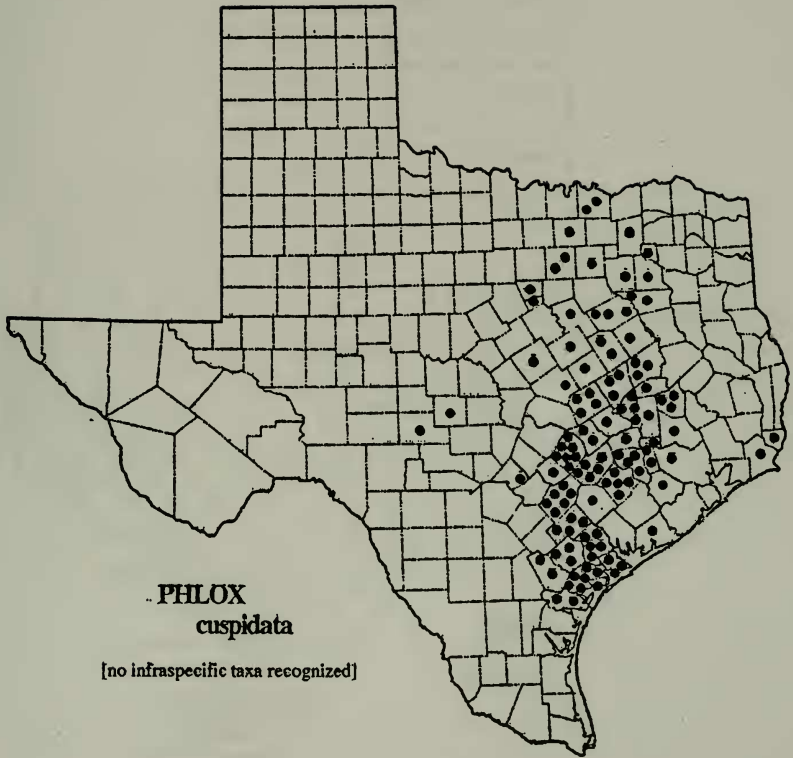 PHLOX
cuspidata
[no infraspecific taxa recognized]